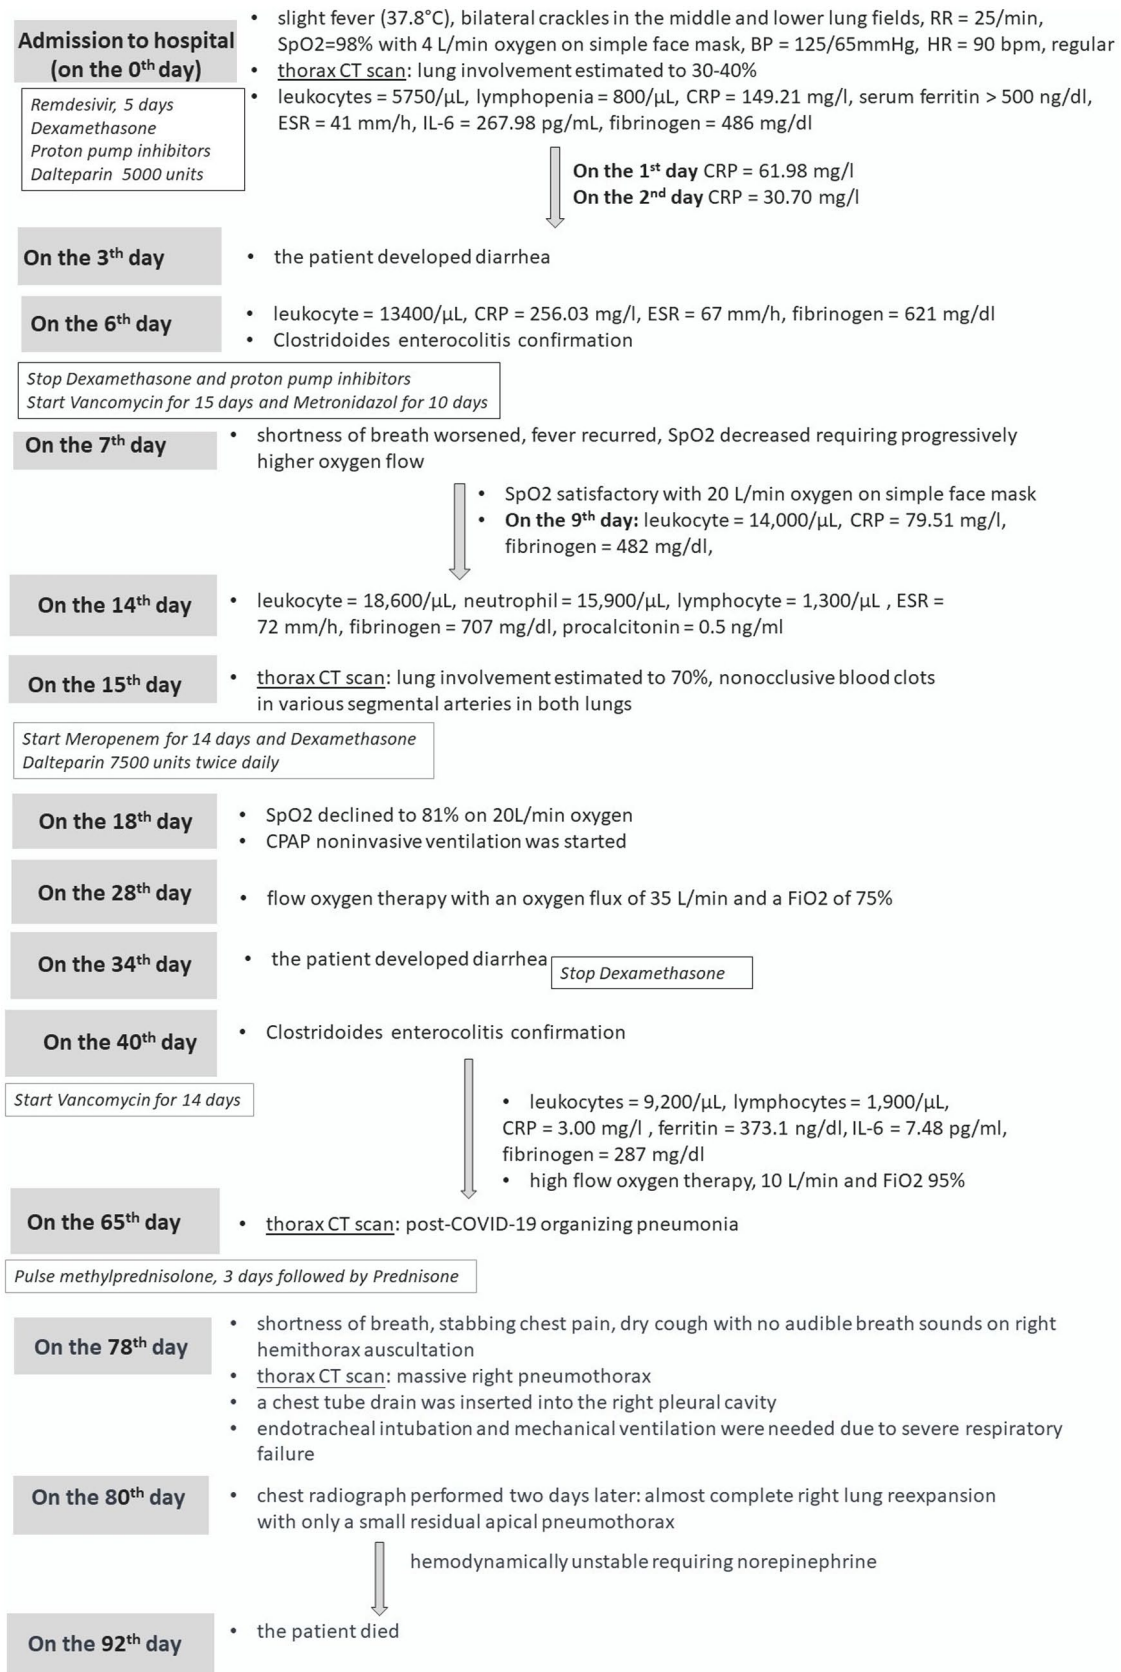 Admission to hospital
(on the 0th day)
• slight fever (37.8°C), bilateral crackles in the middle and lower lung fields, RR = 25/min,
SpO2=98% with 4 L/min oxygen on simple face mask, BP = 125/65mmHg, HR = 90 bpm, regular
• thorax CT scan: lung involvement estimated to 30-40%
• leukocytes = 5750/µL, lymphopenia = 800/µL, CRP = 149.21 mg/l, serum ferritin > 500 ng/dl,
ESR = 41 mm/h, IL-6 = 267.98 pg/mL, fibrinogen = 486 mg/dl
Remdesivir, 5 days
Dexamethasone
Proton pump inhibitors
Dalteparin 5000 units
On the 1st day CRP = 61.98 mg/l
On the 2nd day CRP = 30.70 mg/l
On the 3th day
• the patient developed diarrhea
On the 6th day
• leukocyte = 13400/µL, CRP = 256.03 mg/l, ESR = 67 mm/h, fibrinogen = 621 mg/dl
• Clostridoides enterocolitis confirmation
Stop Dexamethasone and proton pump inhibitors
Start Vancomycin for 15 days and Metronidazol for 10 days
On the 7th day
• shortness of breath worsened, fever recurred, SpO2 decreased requiring progressively
higher oxygen flow
• SpO2 satisfactory with 20 L/min oxygen on simple face mask
• On the 9th day: leukocyte = 14,000/µL, CRP = 79.51 mg/l,
fibrinogen = 482 mg/dl,
On the 14th day
• leukocyte = 18,600/µL, neutrophil = 15,900/µL, lymphocyte = 1,300/µL , ESR =
72 mm/h, fibrinogen = 707 mg/dl, procalcitonin = 0.5 ng/ml
On the 15th day
• thorax CT scan: lung involvement estimated to 70%, nonocclusive blood clots
in various segmental arteries in both lungs
Start Meropenem for 14 days and Dexamethasone
Dalteparin 7500 units twice daily
On the 18th day
• SpO2 declined to 81% on 20L/min oxygen
• CPAP noninvasive ventilation was started
On the 28th day
• flow oxygen therapy with an oxygen flux of 35 L/min and a FiO2 of 75%
On the 34th day
• the patient developed diarrhea
Stop Dexamethasone
On the 40th day
• Clostridoides enterocolitis confirmation
Start Vancomycin for 14 days
• leukocytes = 9,200/µL, lymphocytes = 1,900/µL,
CRP = 3.00 mg/l , ferritin = 373.1 ng/dl, IL-6 = 7.48 pg/ml,
fibrinogen = 287 mg/dl
• high flow oxygen therapy, 10 L/min and FiO2 95%
On the 65th day
• thorax CT scan: post-COVID-19 organizing pneumonia
Pulse methylprednisolone, 3 days followed by Prednisone
On the 78th day
• shortness of breath, stabbing chest pain, dry cough with no audible breath sounds on right
hemithorax auscultation
• thorax CT scan: massive right pneumothorax
• a chest tube drain was inserted into the right pleural cavity
• endotracheal intubation and mechanical ventilation were needed due to severe respiratory
failure
On the 80th day
• chest radiograph performed two days later: almost complete right lung reexpansion
with only a small residual apical pneumothorax
hemodynamically unstable requiring norepinephrine
On the 92th day
• the patient died